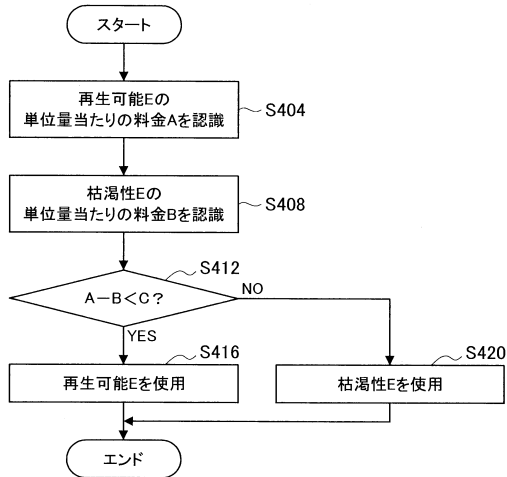 スタート
再生可能Eの
単位量当たりの料金Aを認識
S404
枯渇性Eの
単位量当たりの料金Bを認識
S408
S412
A－B＜C？
NO
YES
S416
再生可能Eを使用
S420
枯渇性Eを使用
エンド